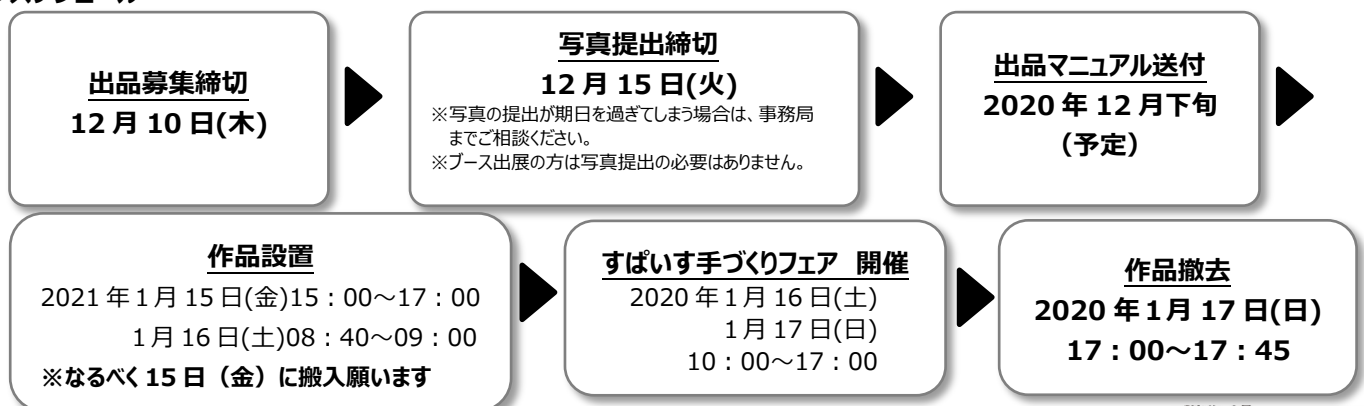 出品募集締切
12月10日(木)
写真提出締切
12月15日(火)
※写真の提出が期日を過ぎてしまう場合は、事務局
までご相談ください。
※ブース出展の方は写真提出の必要はありません。
出品マニュアル送付
2020年12月下旬
(予定)
作品設置
2021年1月15日(金)15:00~17:00
1月16日(土)08:40~09:00
※なるべく15日(金)に搬入願います
すぱいす手づくりフェア 開催
2020年1月16日(土)
1月17日(日)
10:00~17:00
作品撤去
2020年1月17日(日)
17:00~17:45